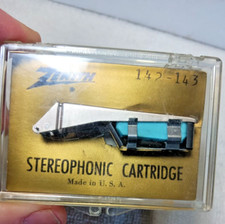 ZENITH
142-143
STEREOPHONIC CARTRIDGE
Made in U. S. A.